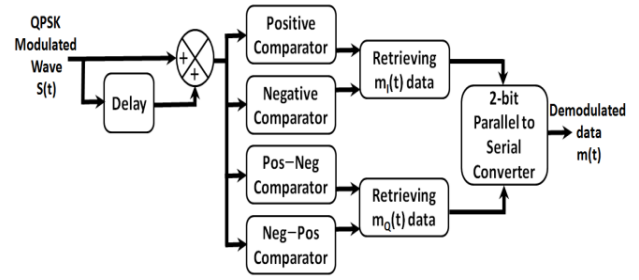 QPSK
Modulated
Wave
S(t)
Delay
+
+
Positive
Comparator
Negative
Comparator
Pos–Neg
Comparator
Neg–Pos
Comparator
Retrieving
mI(t) data
Retrieving
mQ(t) data
2-bit
Parallel to
Serial
Converter
Demodulated
data
m(t)